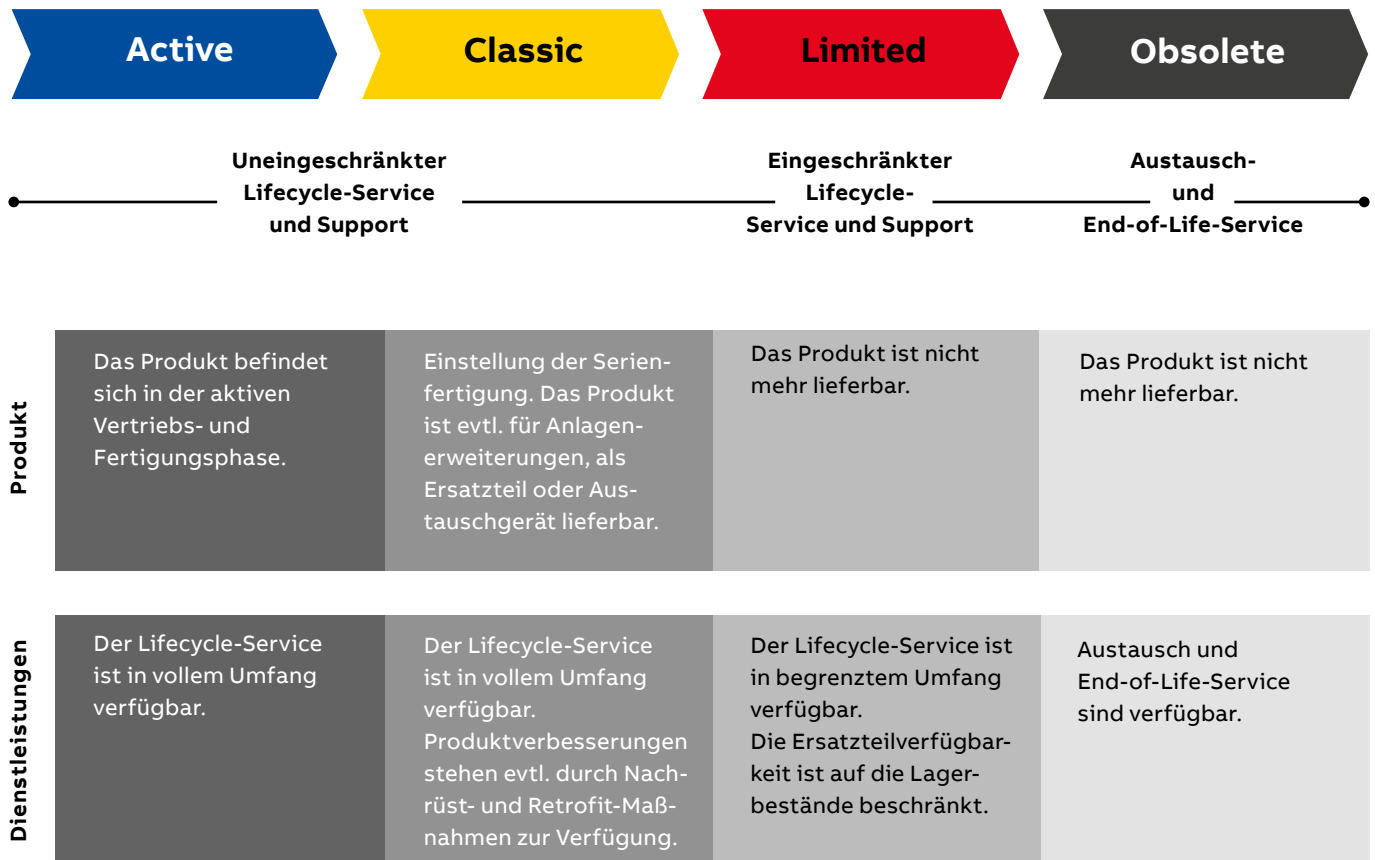 Active
Classic
Limited
Obsolete
Uneingeschränkter
Lifecycle-Service
und Support
Eingeschränkter
Lifecycle-
Service und Support
Austausch-
und
End-of-Life-Service
Produkt
Das Produkt befindet
sich in der aktiven
Vertriebs- und
Fertigungsphase.
Einstellung der Serien-
fertigung. Das Produkt
ist evtl. für Anlagen-
erweiterungen, als
Ersatzteil oder Aus-
tauschgerät lieferbar.
Das Produkt ist nicht
mehr lieferbar.
Das Produkt ist nicht
mehr lieferbar.
Dienstleistungen
Der Lifecycle-Service
ist in vollem Umfang
verfügbar.
Der Lifecycle-Service
ist in vollem Umfang
verfügbar.
Produktverbesserungen
stehen evtl. durch Nach-
rüst- und Retrofit-Maß-
nahmen zur Verfügung.
Der Lifecycle-Service ist
in begrenztem Umfang
verfügbar.
Die Ersatzteilverfügbar-
keit ist auf die Lager-
bestände beschränkt.
Austausch und
End-of-Life-Service
sind verfügbar.